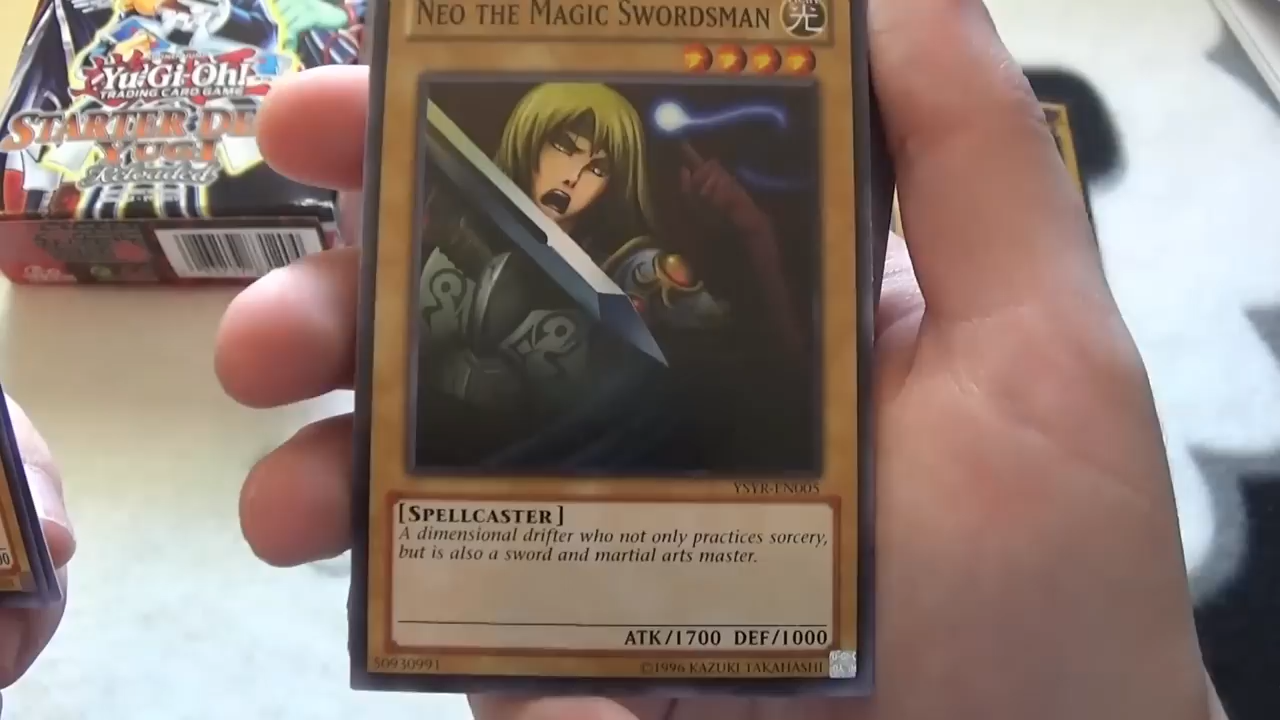 NEO THE MAGIC SWORDSMAN
光
Yu-Gi-Oh!
TRADING CARD GAME
STARTER DE
YUGI
Reloaded
YSYR-EN005
[SPELLCASTER]
A dimensional drifter who not only practices sorcery,
but is also a sword and martial arts master.
ATK/1700 DEF/1000
50930991
©1996 KAZUKI TAKAHASHI